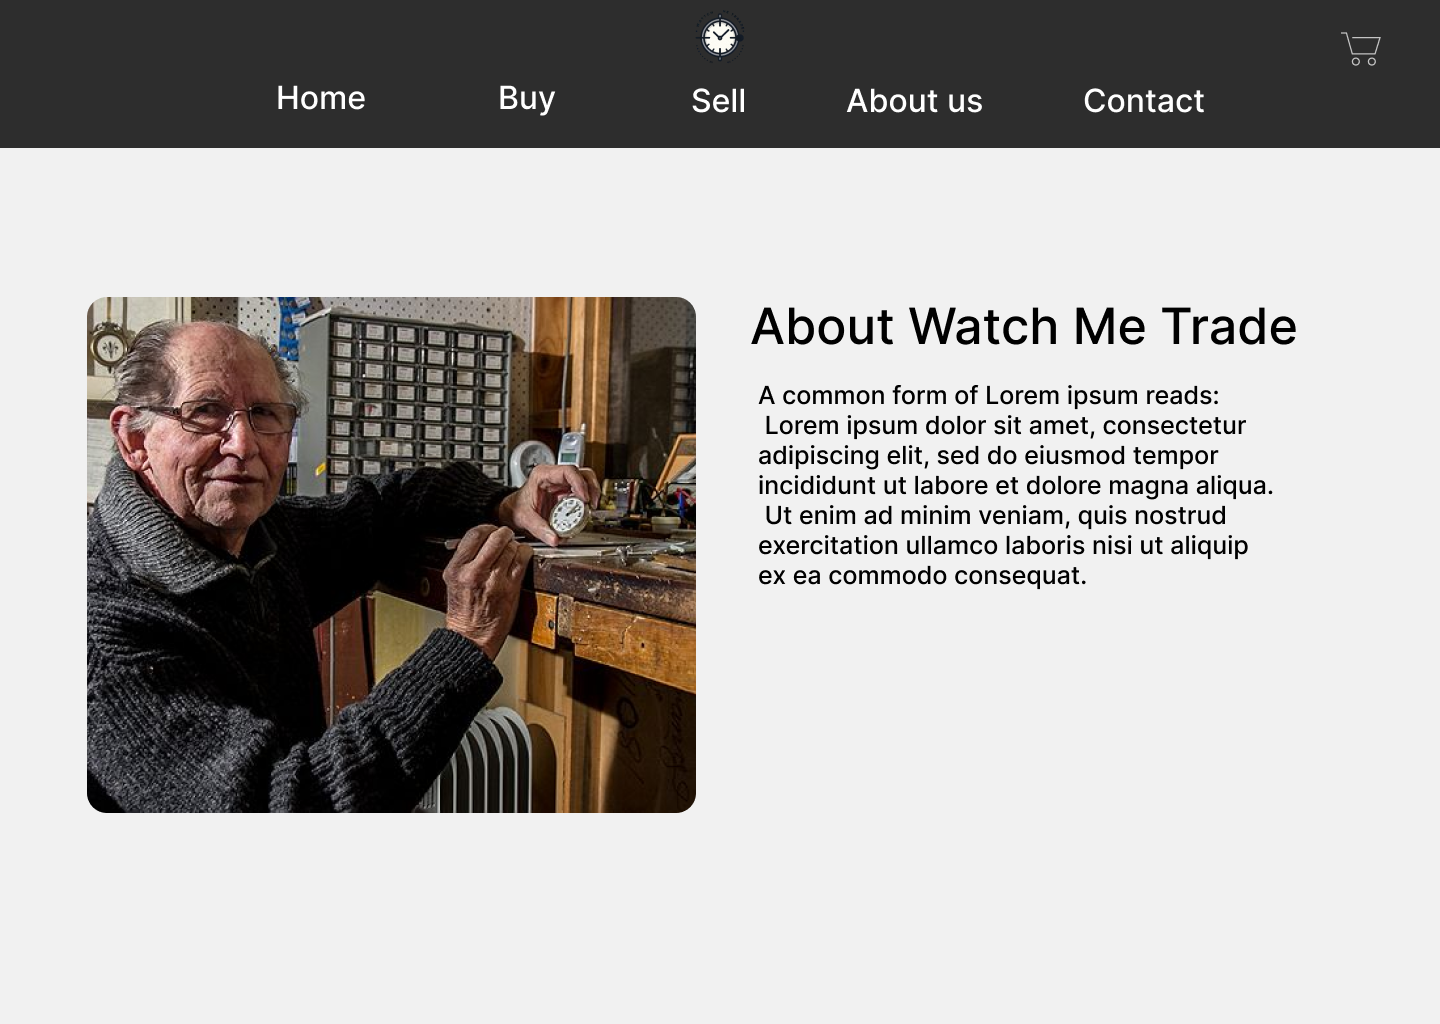 Home Buy Sell About us Contact
About Watch Me Trade
A common form of Lorem ipsum reads:
Lorem ipsum dolor sit amet, consectetur
adipiscing elit, sed do eiusmod tempor
incididunt ut labore et dolore magna aliqua.
Ut enim ad minim veniam, quis nostrud
exercitation ullamco laboris nisi ut aliquip
ex ea commodo consequat.